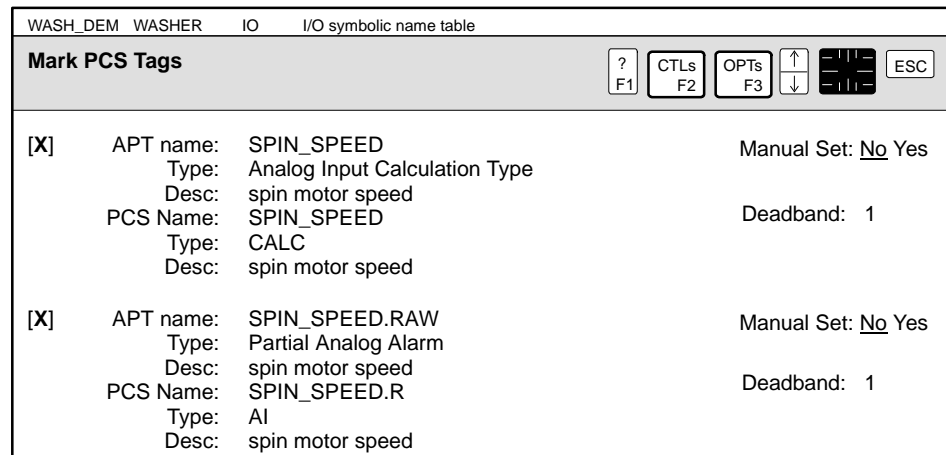 WASH_DEM WASHER IO I/O symbolic name table
Mark PCS Tags ? F1 CTLs F2 OPTs F3 ↑ ↓ ESC
[X] APT name: SPIN_SPEED Manual Set: No Yes
Type: Analog Input Calculation Type
Desc: spin motor speed
PCS Name: SPIN_SPEED Deadband: 1
Type: CALC
Desc: spin motor speed
[X] APT name: SPIN_SPEED.RAW Manual Set: No Yes
Type: Partial Analog Alarm
Desc: spin motor speed
PCS Name: SPIN_SPEED.R Deadband: 1
Type: AI
Desc: spin motor speed